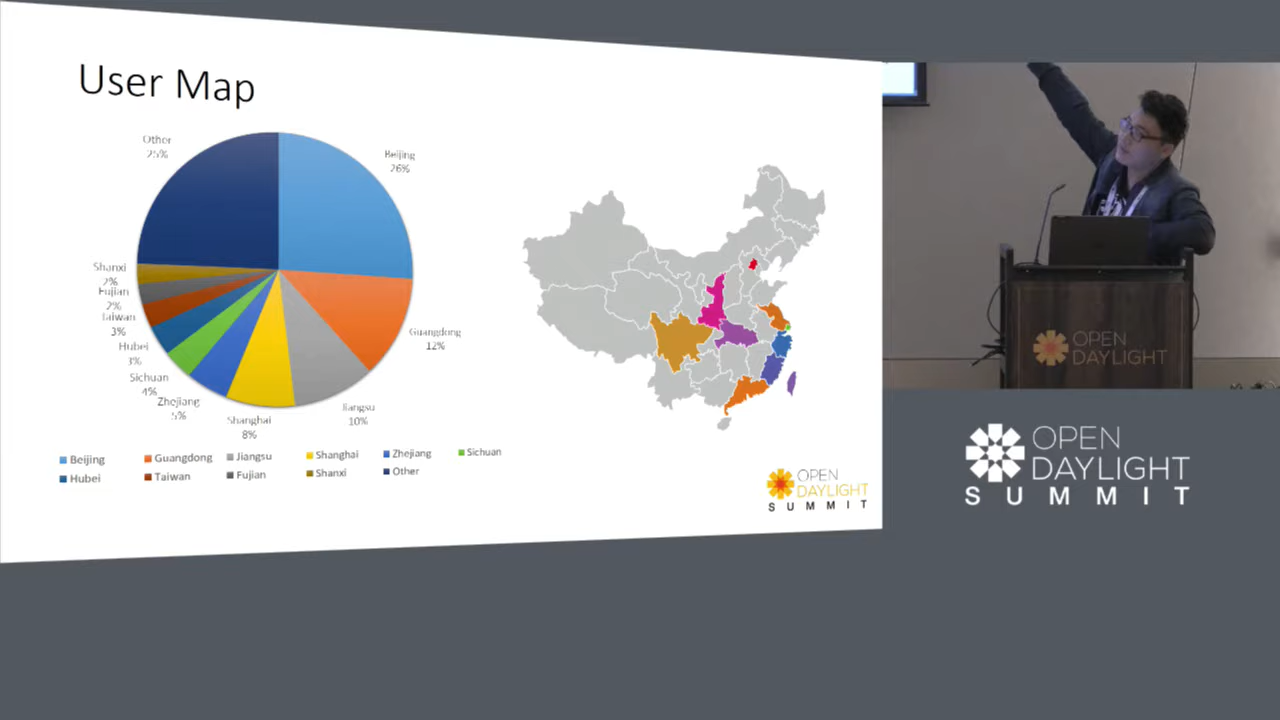 User Map
Other
25%
Beijing
26%
Shanxi
2%
Fujian
2%
Taiwan
3%
Hubei
3%
Sichuan
4%
Zhejiang
5%
Shanghai
8%
Jiangsu
10%
Guangdong
12%
Beijing
Guangdong
Jiangsu
Shanghai
Zhejiang
Sichuan
Hubei
Taiwan
Fujian
Shanxi
Other
OPEN
DAYLIGHT
SUMMIT
OPEN
DAYLIGHT
OPEN
DAYLIGHT
SUMMIT